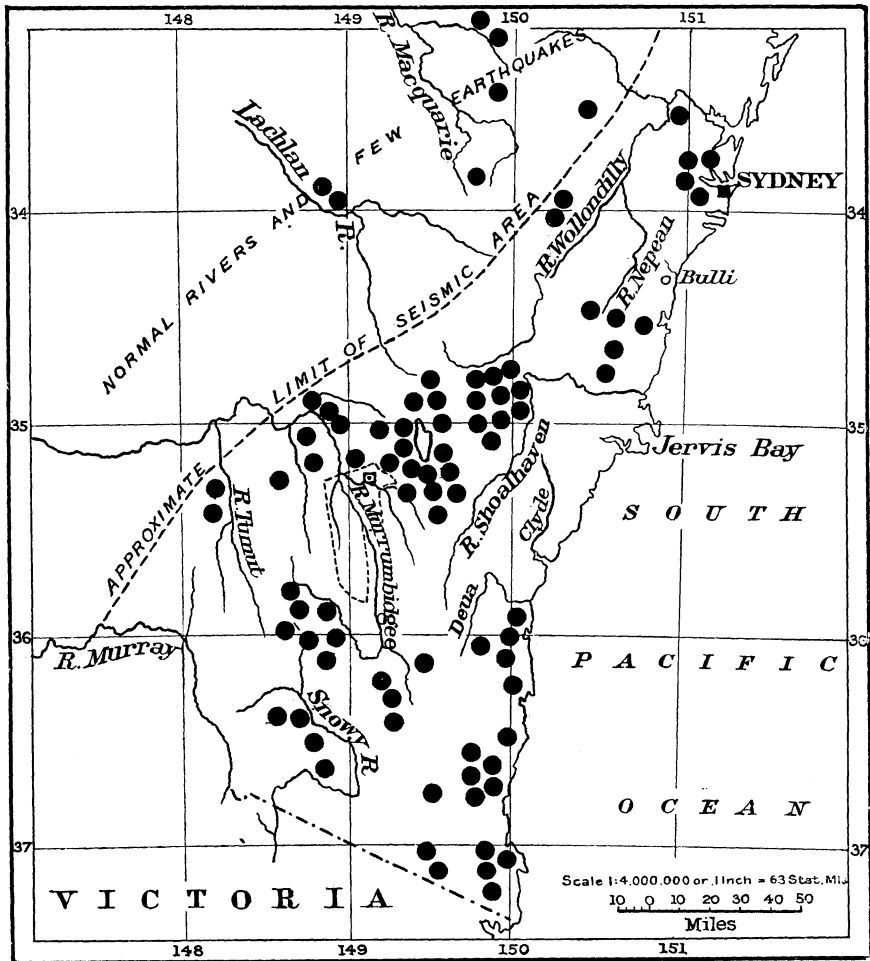 148 149 150 151
R. Macquarie
NORMAL RIVERS AND FEW EARTHQUAKES
Lachlan R.
APPROXIMATE LIMIT OF SEISMIC AREA
R. Wollondilly
SYDNEY
34 34
R. Nepean
Bulli
35 35
Jervis Bay
R. Shoalhaven
Clyde
R. Tumut
R. Murrumbidgee
SOUTH
Deua
36 36
R. Murray
PACIFIC
Snowy R
OCEAN
37 37
VICTORIA
Scale 1:4,000,000 or 1 Inch = 63 Stat. Mls
10 0 10 20 30 40 50
Miles
148 149 150 151